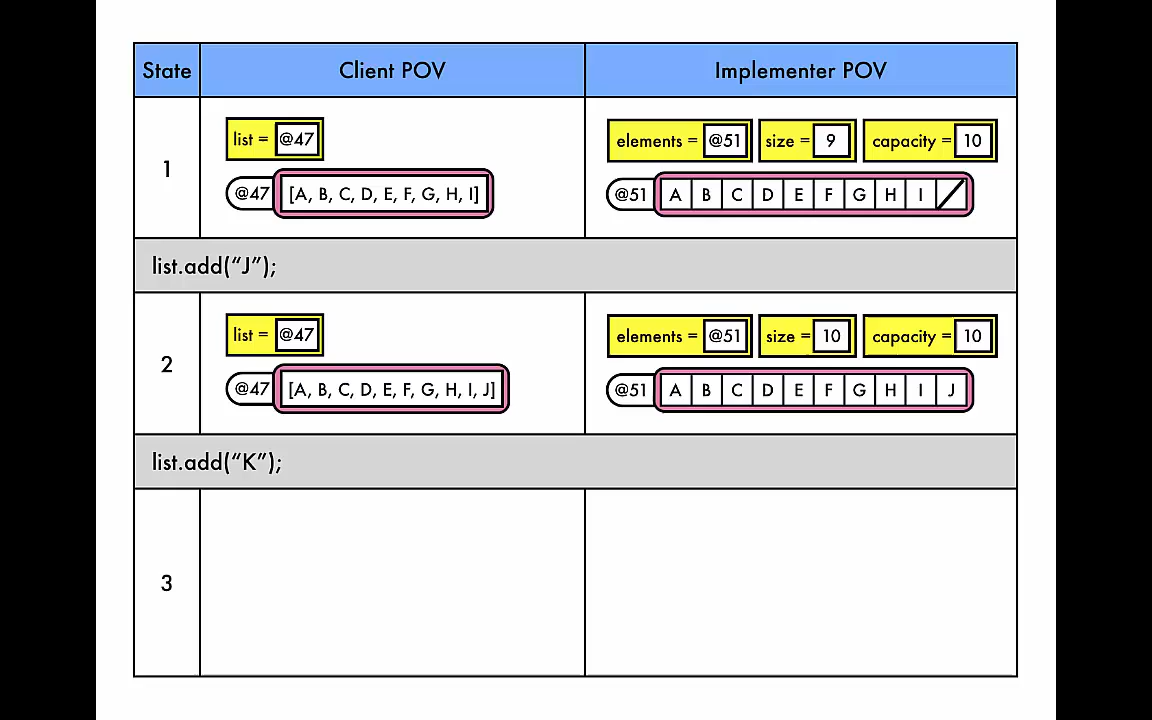 State Client POV Implementer POV
list = @47 elements = @51 size = 9 capacity = 10
1
@47 [A, B, C, D, E, F, G, H, I] @51 A B C D E F G H I
list.add(“J”);
list = @47 elements = @51 size = 10 capacity = 10
2
@47 [A, B, C, D, E, F, G, H, I, J] @51 A B C D E F G H I J
list.add(“K”);
3